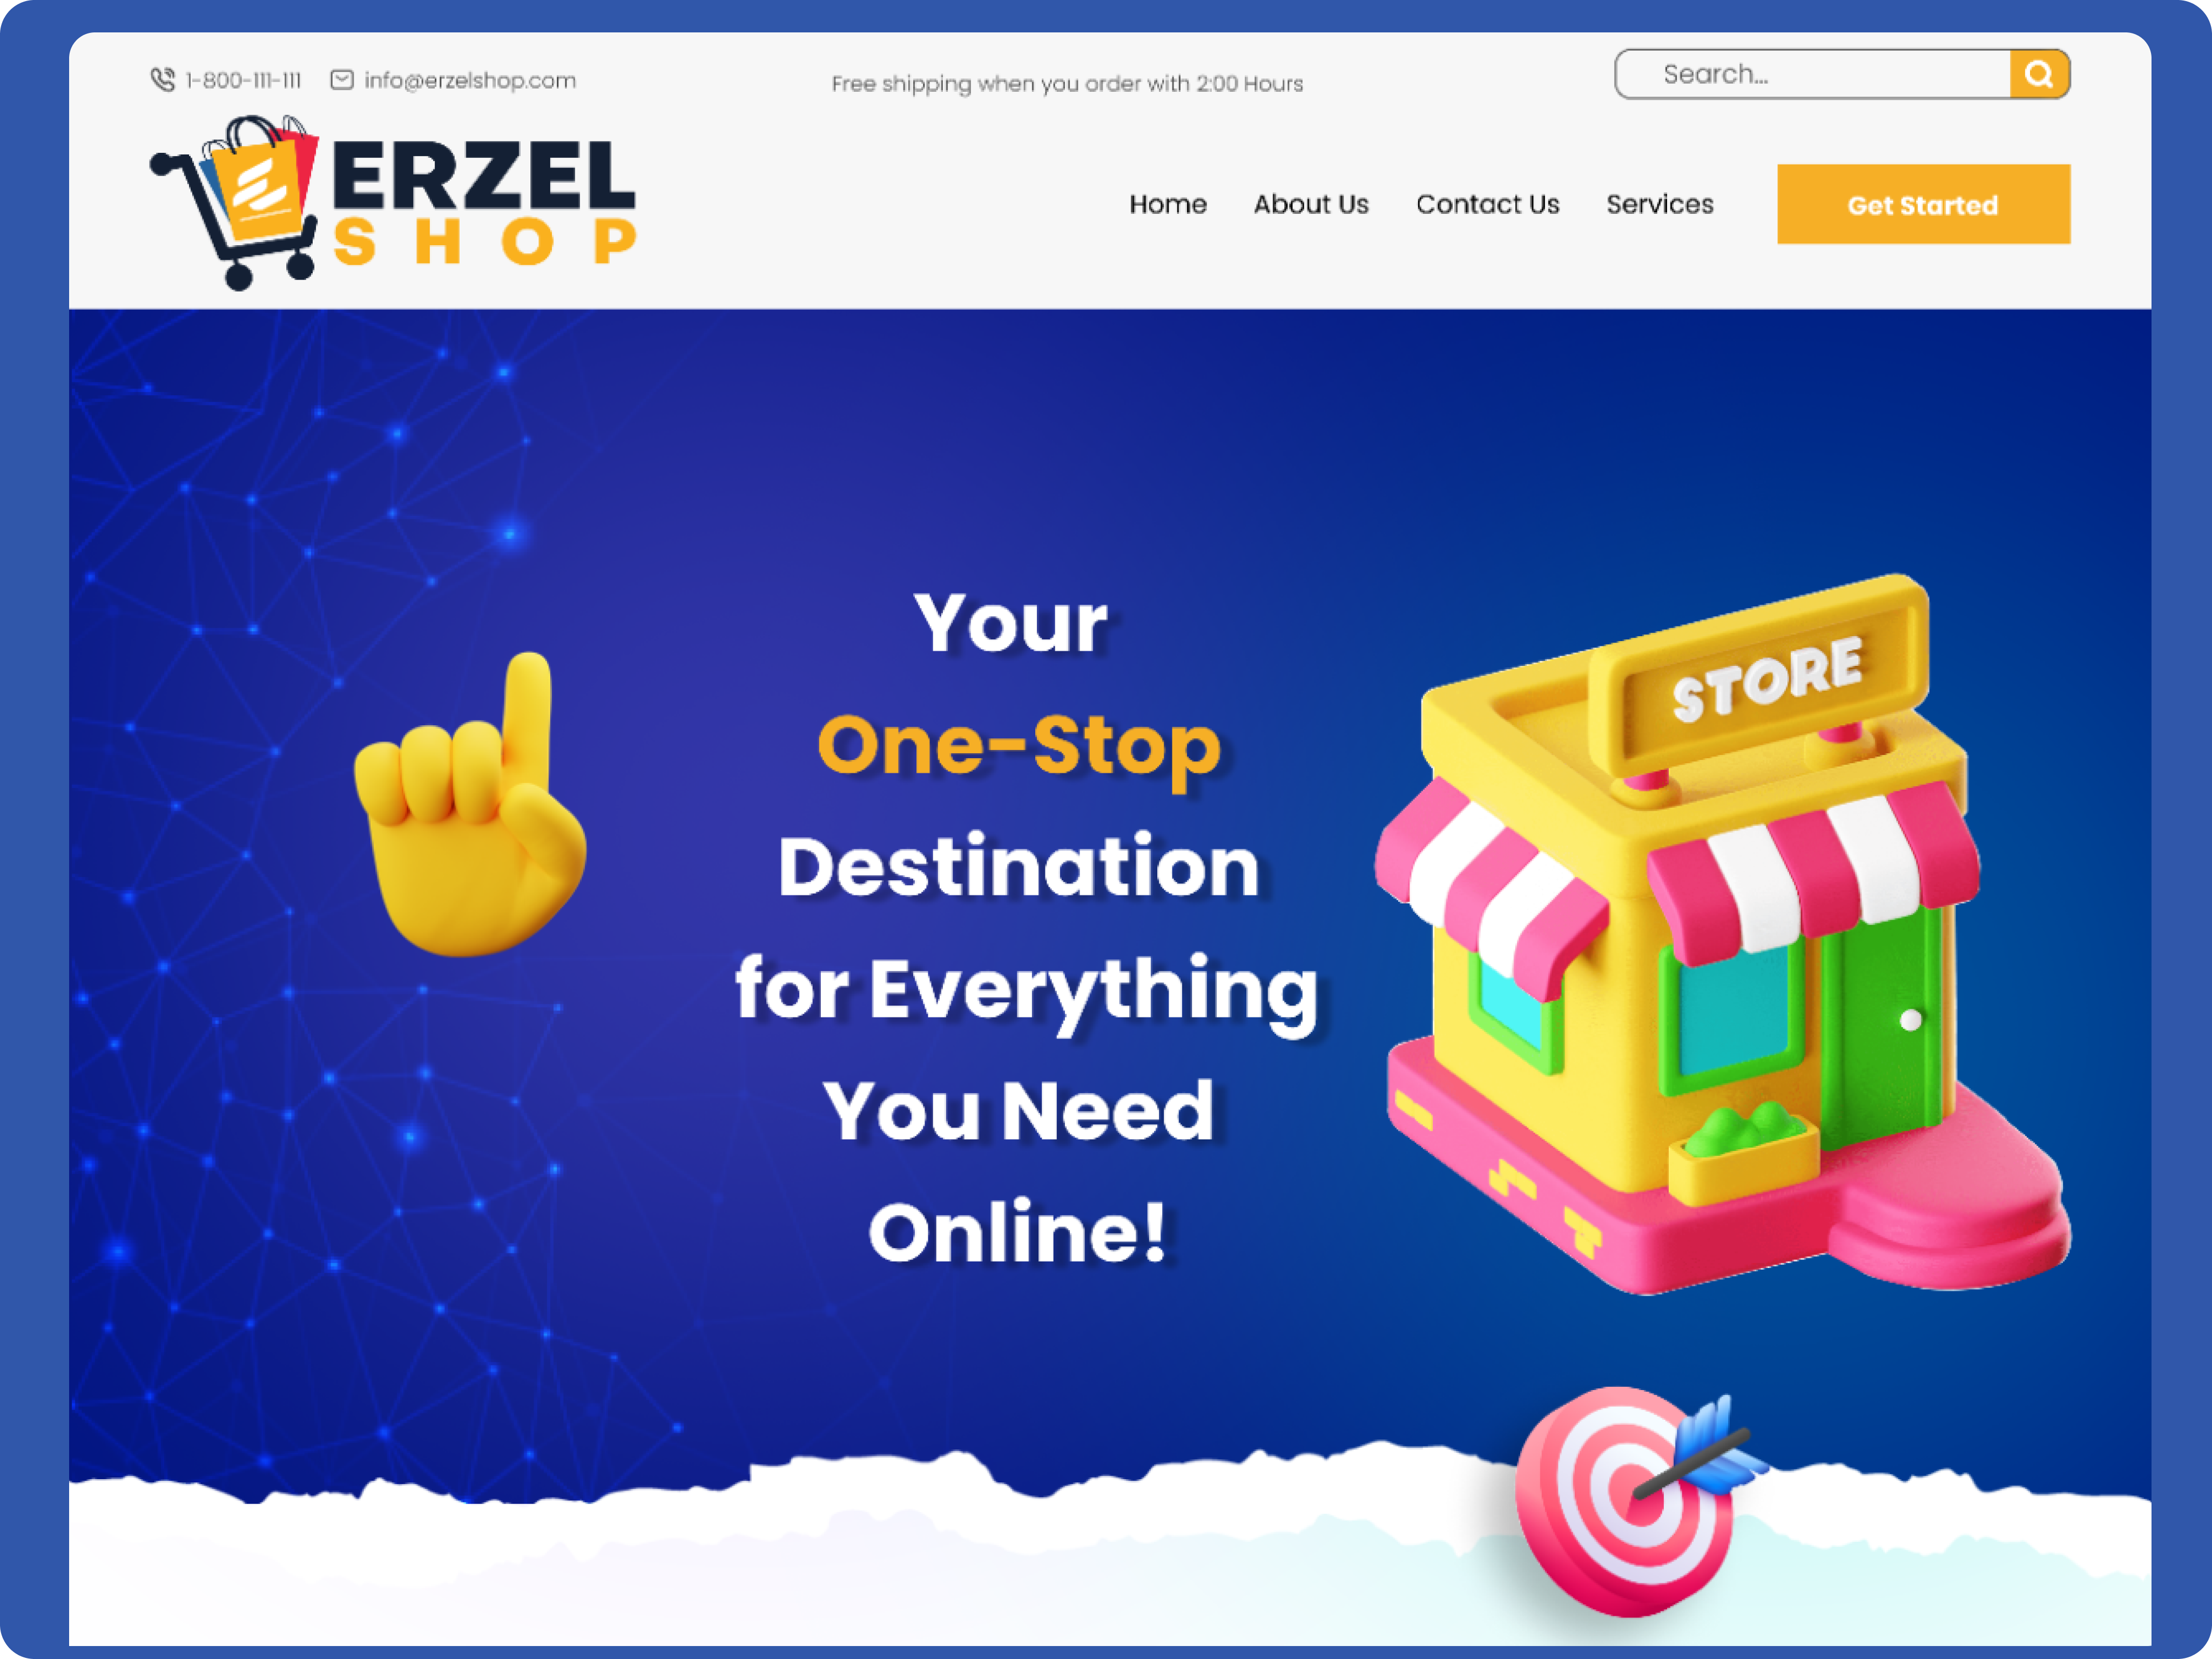 1-800-111-111 info@erzelshop.com
Free shipping when you order with 2:00 Hours
Search...
ERZEL
SHOP
Home About Us Contact Us Services Get Started
Your
One-Stop
Destination
for Everything
You Need
Online!
STORE